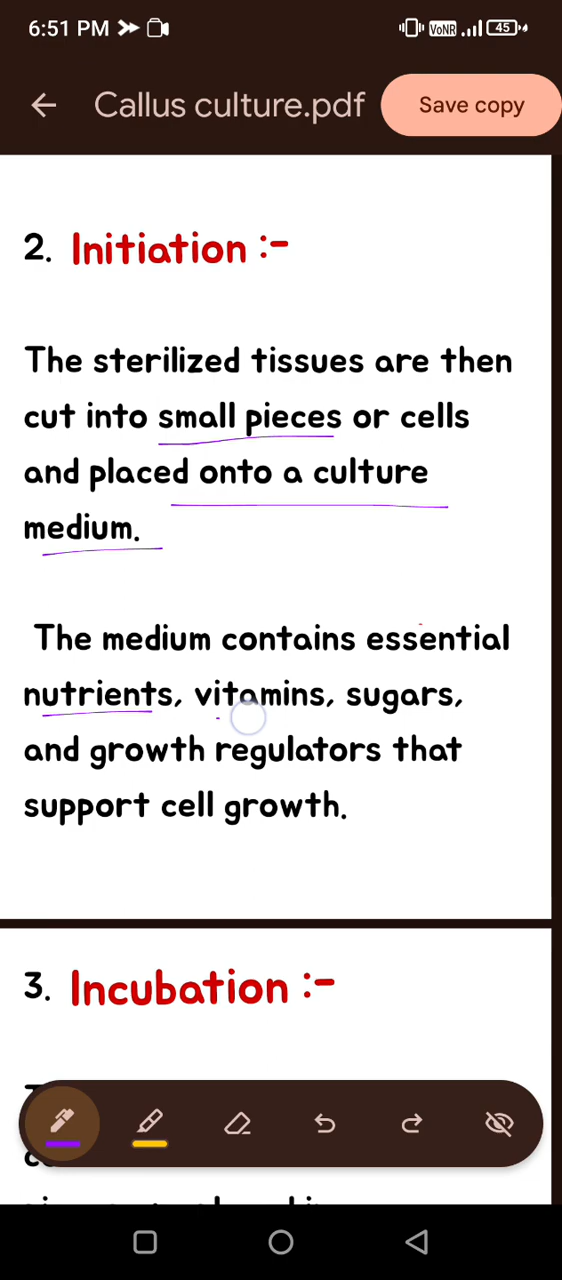 6:51 PM
VoNR
45
Callus culture.pdf
Save copy
2. Initiation :-
The sterilized tissues are then
cut into small pieces or cells
and placed onto a culture
medium.
The medium contains essential
nutrients, vitamins, sugars,
and growth regulators that
support cell growth.
3. Incubation :-